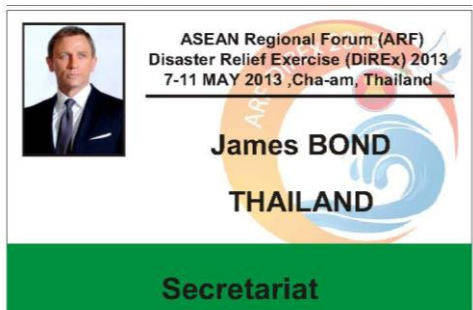 ASEAN Regional Forum (ARF)
Disaster Relief Exercise (DiREx) 2013
7-11 MAY 2013 ,Cha-am, Thailand
James BOND
THAILAND
Secretariat